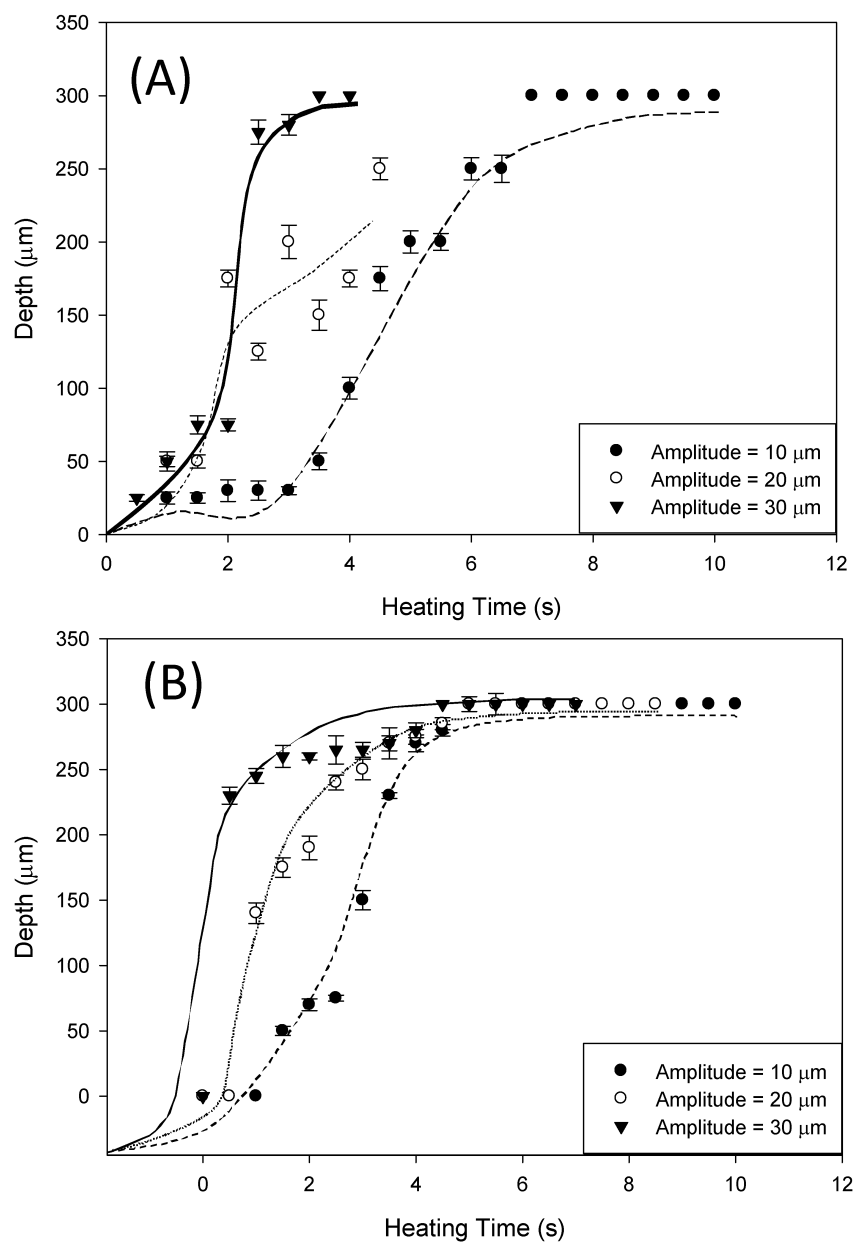 350
(A)
300
250
200
150
100
50
0
Depth (μm)
Amplitude = 10 μm
Amplitude = 20 μm
Amplitude = 30 μm
0 2 4 6 8 10 12
Heating Time (s)
350
(B)
300
250
200
150
100
50
0
Depth (μm)
Amplitude = 10 μm
Amplitude = 20 μm
Amplitude = 30 μm
0 2 4 6 8 10 12
Heating Time (s)